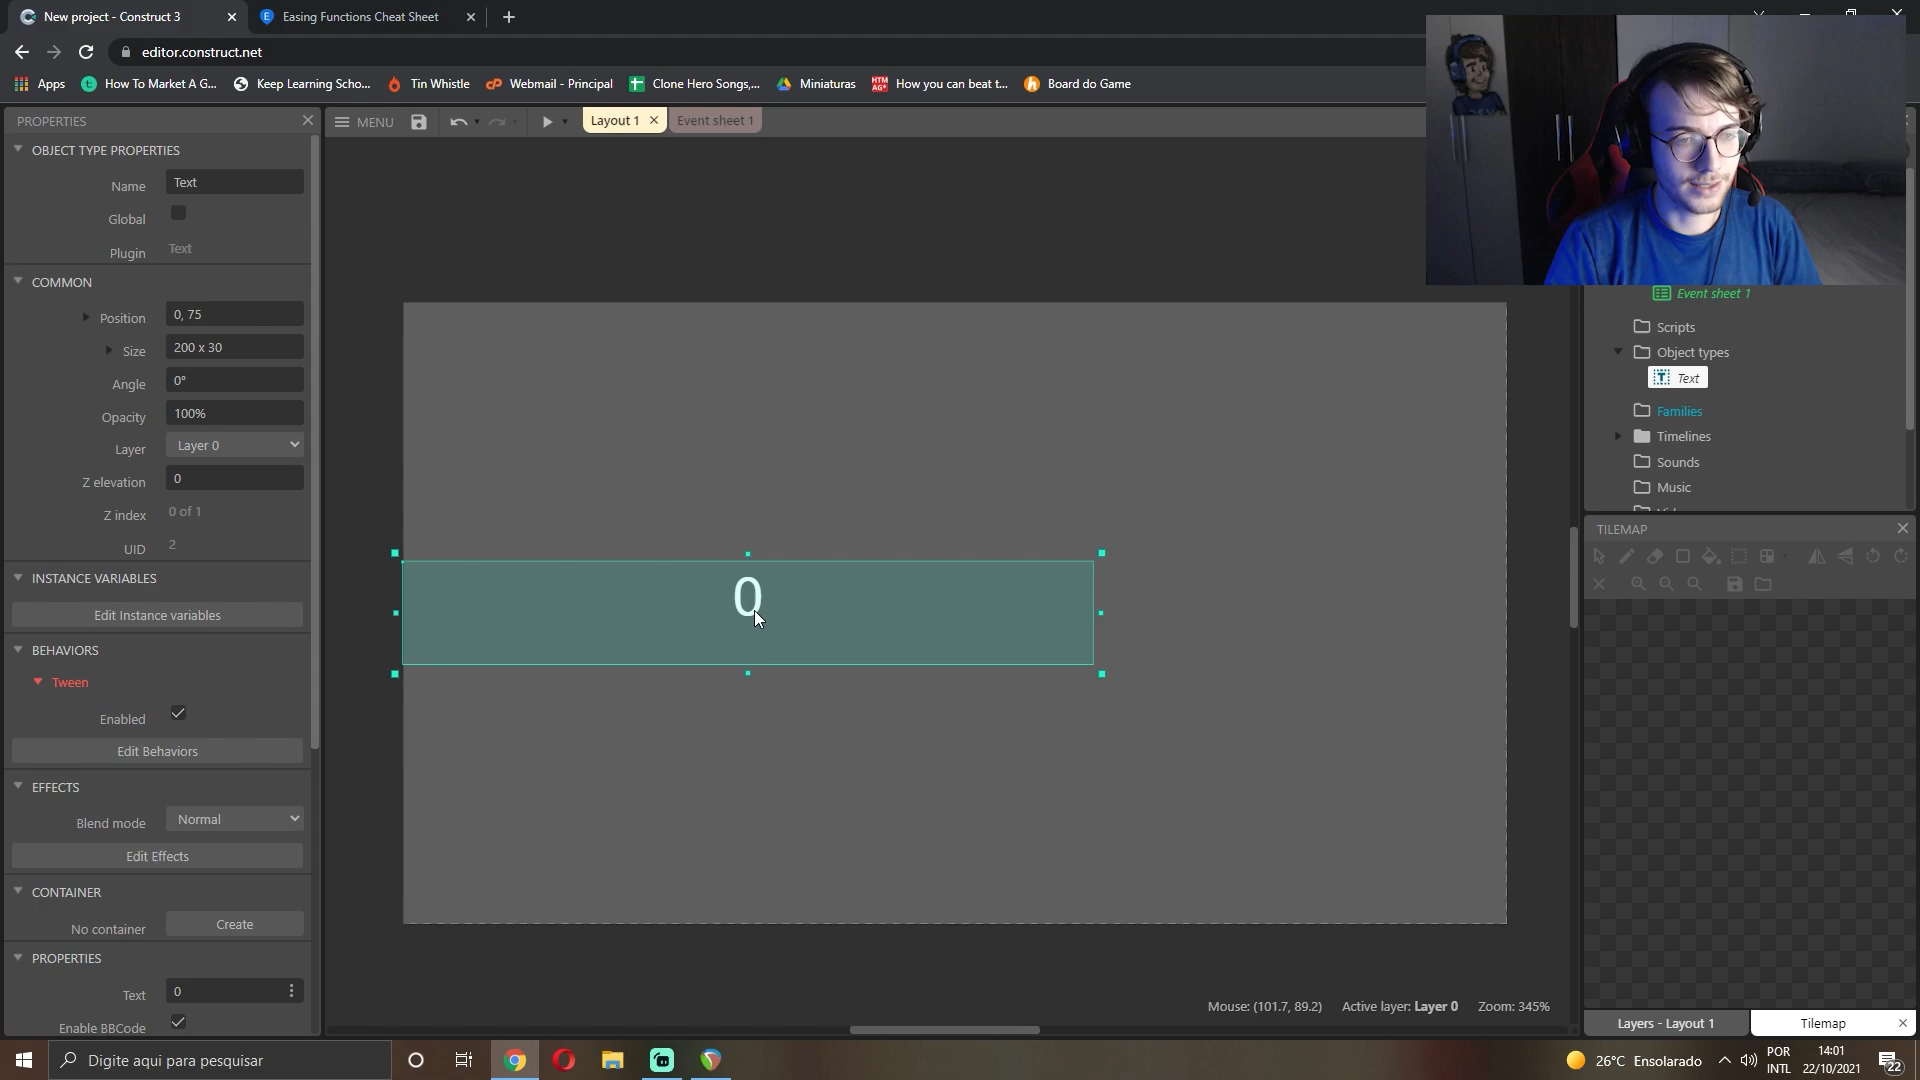 New project - Construct 3
Easing Functions Cheat Sheet
editor.construct.net
Apps
How To Market A G...
Keep Learning Scho...
Tin Whistle
Webmail - Principal
Clone Hero Songs,...
Miniaturas
How you can beat t...
Board do Game
PROPERTIES
MENU
Layout 1
Event sheet 1
OBJECT TYPE PROPERTIES
Name
Text
Global
Plugin
Text
COMMON
Position
0, 75
Size
200 x 30
Angle
0°
Opacity
100%
Layer
Layer 0
Z elevation
0
Z index
0 of 1
UID
2
INSTANCE VARIABLES
Edit Instance variables
BEHAVIORS
Tween
Enabled
Edit Behaviors
EFFECTS
Blend mode
Normal
Edit Effects
CONTAINER
No container
Create
PROPERTIES
Text
0
Enable BBCode
0
Mouse: (101.7, 89.2)
Active layer: Layer 0
Zoom: 345%
Event sheet 1
Scripts
Object types
Text
Families
Timelines
Sounds
Music
TILEMAP
Layers - Layout 1
Tilemap
Digite aqui para pesquisar
26°C Ensolarado
POR
INTL
14:01
22/10/2021
22